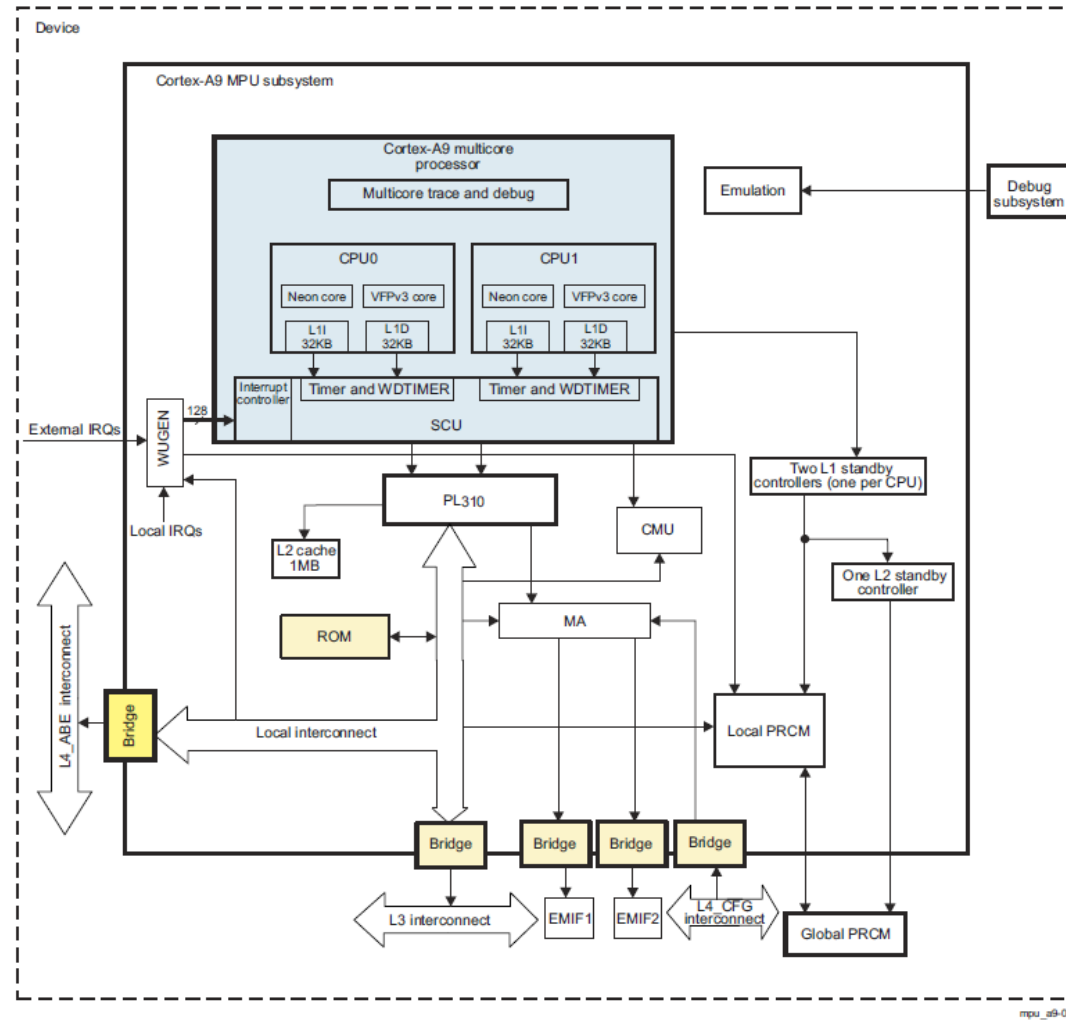 Device
Cortex-A9 MPU subsystem
Cortex-A9 multicore
processor
Multicore trace and debug
Emulation
Debug
subsystem
CPU0
CPU1
Neon core
VFPv3 core
Neon core
VFPv3 core
L1I
32KB
L1D
32KB
L1I
32KB
L1D
32KB
Interrupt
controller
Timer and WDTIMER
Timer and WDTIMER
SCU
128
External IRQs
WUGEN
Local IRQs
Two L1 standby
controllers (one per CPU)
PL310
CMU
L2 cache
1MB
One L2 standby
controller
MA
ROM
L4_ABE interconnect
Bridge
Local interconnect
Local PRCM
Bridge
Bridge
Bridge
Bridge
L3 interconnect
EMIF1
EMIF2
L4_CFG
interconnect
Global PRCM